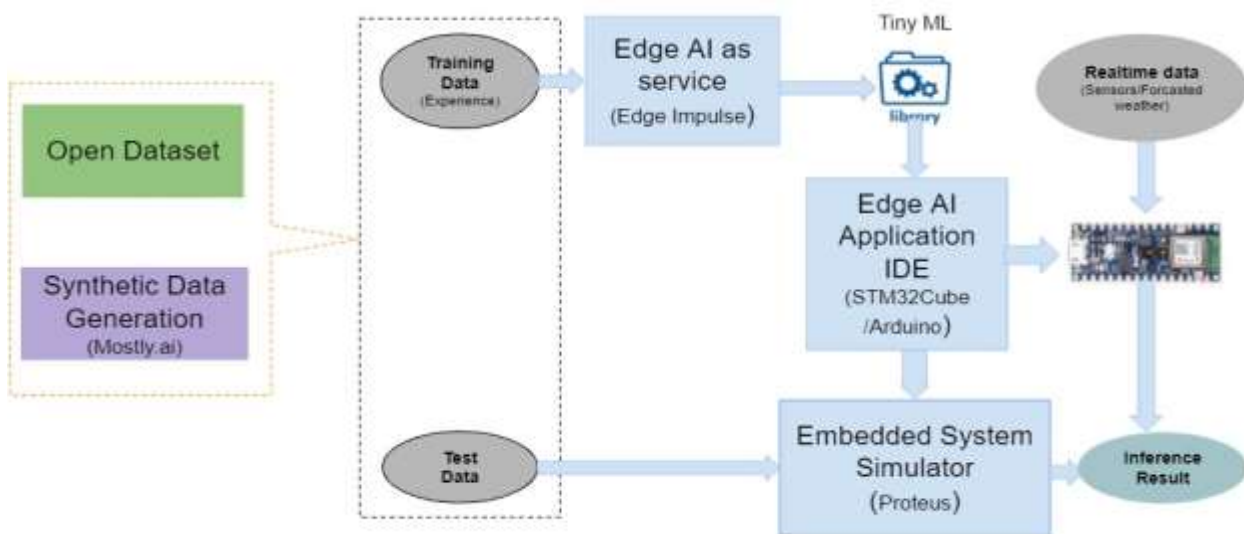 Open Dataset
Synthetic Data
Generation
(Mostly.ai)
Training
Data
(Experience)
Test
Data
Edge AI as
service
(Edge Impulse)
Tiny ML
library
Edge AI
Application
IDE
(STM32Cube
/Arduino)
Embedded System
Simulator
(Proteus)
Realtime data
(Sensors/Forcasted
weather)
Inference
Result